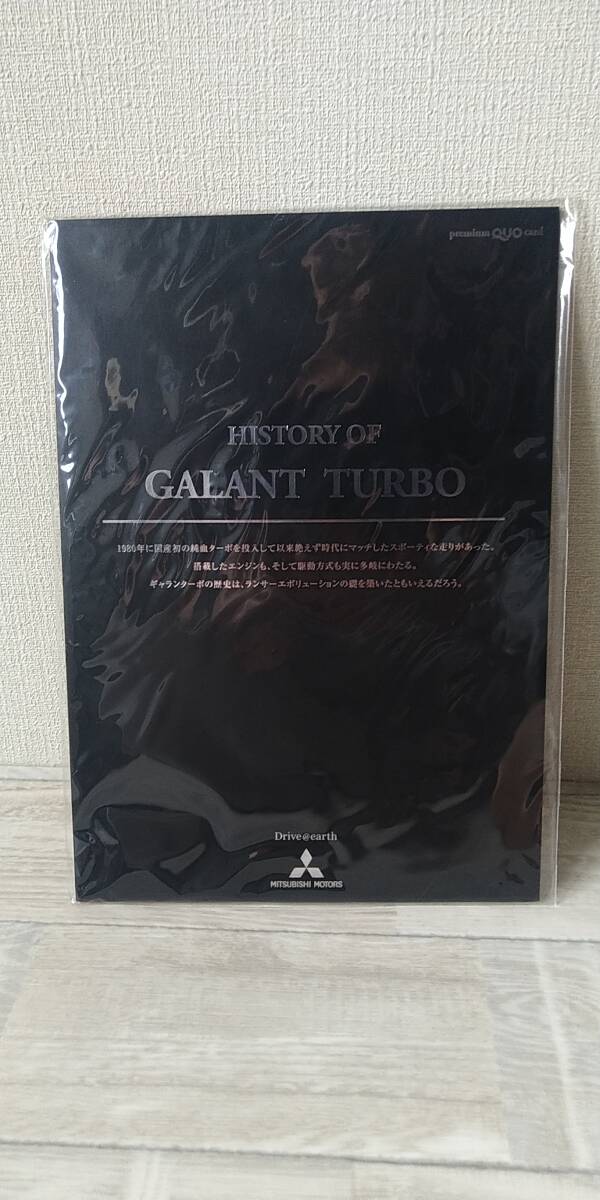 premium QUO card
HISTORY OF
GALANT TURBO
1980年に国産初の純血ターボを投入して以来絶えず時代にマッチしたスポーティな走りがあった。
搭載したエンジンも、そして駆動方式も実に多岐にわたる。
ギャランターボの歴史は、ランサーエボリューションの礎を築いたともいえるだろう。
Drive@earth
MITSUBISHI MOTORS